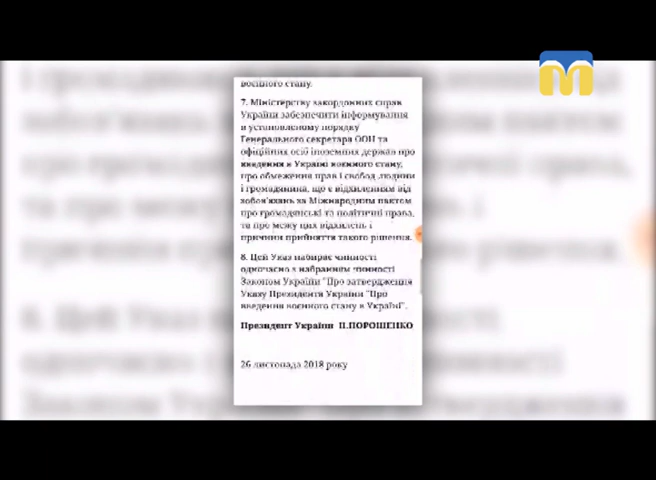 воєнного стану.
7. Міністерству закордонних справ
України забезпечити інформування
в установленому порядку
Генерального секретаря ООН та
офіційних осіб іноземних держав про
введення в Україні воєнного стану,
про обмеження прав і свобод людини
і громадянина, що є відхиленням від
зобов'язань за Міжнародним пактом
про громадянські та політичні права,
та про межу цих відхилень і
причини прийняття такого рішення.
8. Цей Указ набирає чинності
одночасно з набранням чинності
Законом України "Про затвердження
Указу Президента України "Про
введення воєнного стану в Україні".
Президент України П.ПОРОШЕНКО
26 листопада 2018 року